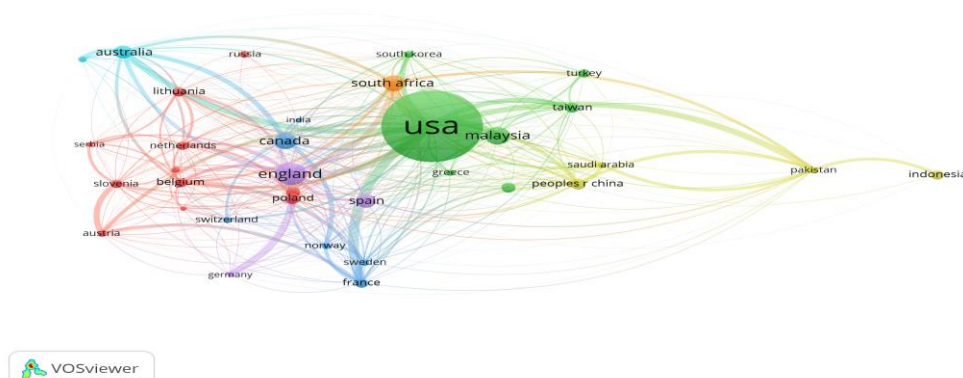 australia
russia
south korea
turkey
south africa
lithuania
taiwan
india
usa
malaysia
serbia
netherlands
canada
saudi arabia
greece
pakistan
england
indonesia
slovenia
belgium
peoples r china
poland
spain
switzerland
austria
norway
sweden
germany
france
VOSviewer